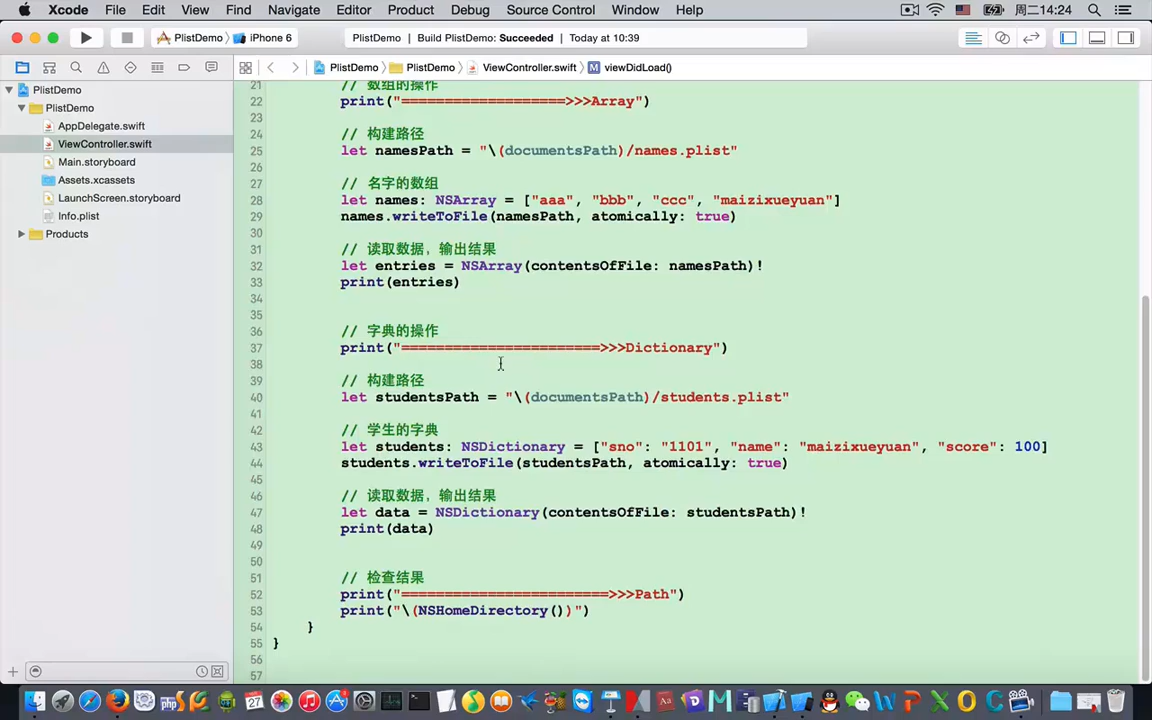 Xcode File Edit View Find Navigate Editor Product Debug Source Control Window Help 周二14:24
PlistDemo iPhone 6 PlistDemo | Build PlistDemo: Succeeded | Today at 10:39
PlistDemo PlistDemo ViewController.swift M viewDidLoad()
PlistDemo
PlistDemo
AppDelegate.swift
ViewController.swift
Main.storyboard
Assets.xcassets
LaunchScreen.storyboard
Info.plist
Products
21 // 数组的操作
22 print("===================>>>Array")
23
24 // 构建路径
25 let namesPath = "\(documentsPath)/names.plist"
26
27 // 名字的数组
28 let names: NSArray = ["aaa", "bbb", "ccc", "maizixueyuan"]
29 names.writeToFile(namesPath, atomically: true)
30
31 // 读取数据，输出结果
32 let entries = NSArray(contentsOfFile: namesPath)!
33 print(entries)
34
35
36 // 字典的操作
37 print("=======================>>>Dictionary")
38
39 // 构建路径
40 let studentsPath = "\(documentsPath)/students.plist"
41
42 // 学生的字典
43 let students: NSDictionary = ["sno": "1101", "name": "maizixueyuan", "score": 100]
44 students.writeToFile(studentsPath, atomically: true)
45
46 // 读取数据，输出结果
47 let data = NSDictionary(contentsOfFile: studentsPath)!
48 print(data)
49
50
51 // 检查结果
52 print("========================>>>Path")
53 print("\(NSHomeDirectory())")
54 }
55 }
56
57